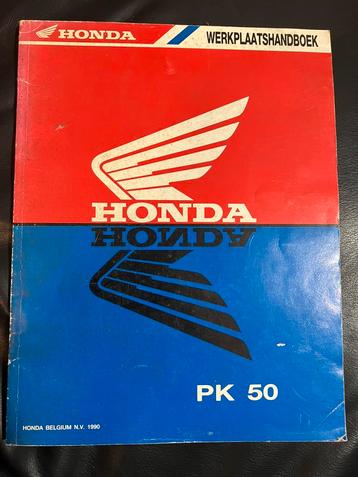 HONDA
WERKPLAATSHANDBOEK
HONDA
HONDA
PK 50
HONDA BELGIUM N.V. 1990